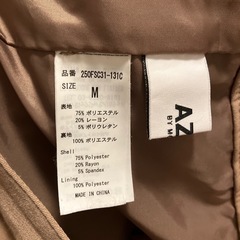 品番 250FSC31-131C
SIZE M
表地
75% ポリエステル
20% レーヨン
5% ポリウレタン
裏地
100% ポリエステル
Shell
75% Polyester
20% Rayon
5% Spandex
Lining
100% Polyester
MADE IN CHINA
AZ
BY M